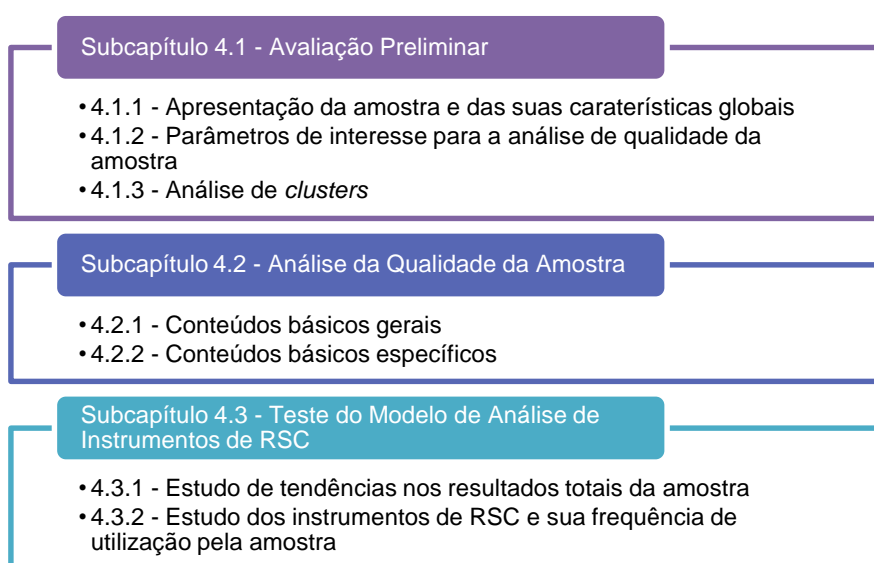 Subcapítulo 4.1 - Avaliação Preliminar
• 4.1.1 - Apresentação da amostra e das suas caraterísticas globais
• 4.1.2 - Parâmetros de interesse para a análise de qualidade da
amostra
• 4.1.3 - Análise de clusters
Subcapítulo 4.2 - Análise da Qualidade da Amostra
• 4.2.1 - Conteúdos básicos gerais
• 4.2.2 - Conteúdos básicos específicos
Subcapítulo 4.3 - Teste do Modelo de Análise de
Instrumentos de RSC
• 4.3.1 - Estudo de tendências nos resultados totais da amostra
• 4.3.2 - Estudo dos instrumentos de RSC e sua frequência de
utilização pela amostra